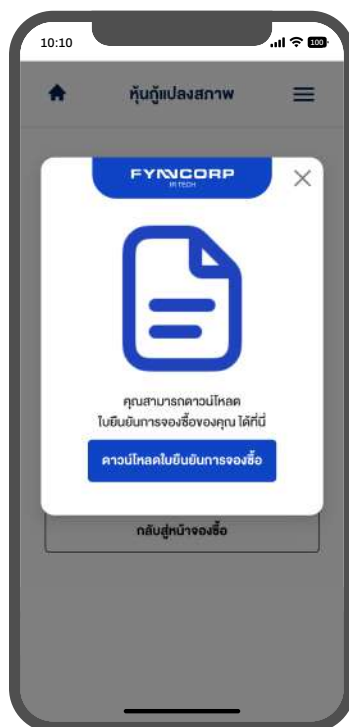 10:10
100
หุ้นกู้แปลงสภาพ
FYNNCORP
IR TECH
คุณสามารถดาวน์โหลด
ใบยืนยันการจองซื้อของคุณ ได้ที่นี่
ดาวน์โหลดใบยืนยันการจองซื้อ
กลับสู่หน้าจองซื้อ